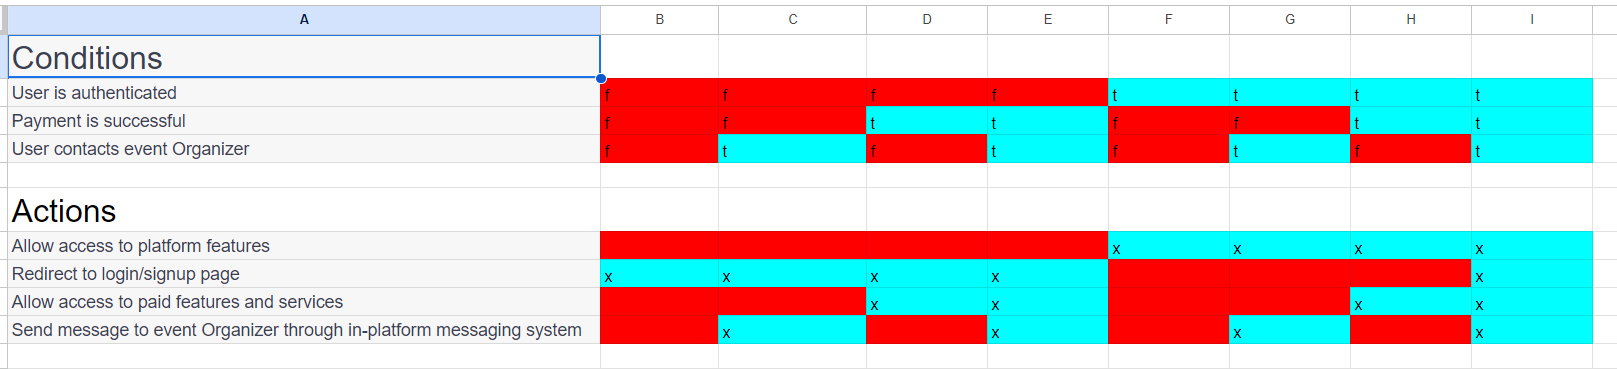 A B C D E F G H I
Conditions
User is authenticated f f f f t t t t
Payment is successful f f t t f f t t
User contacts event Organizer f t f t f t f t
Actions
Allow access to platform features x x x x
Redirect to login/signup page x x x x x
Allow access to paid features and services x x x x
Send message to event Organizer through in-platform messaging system x x x x